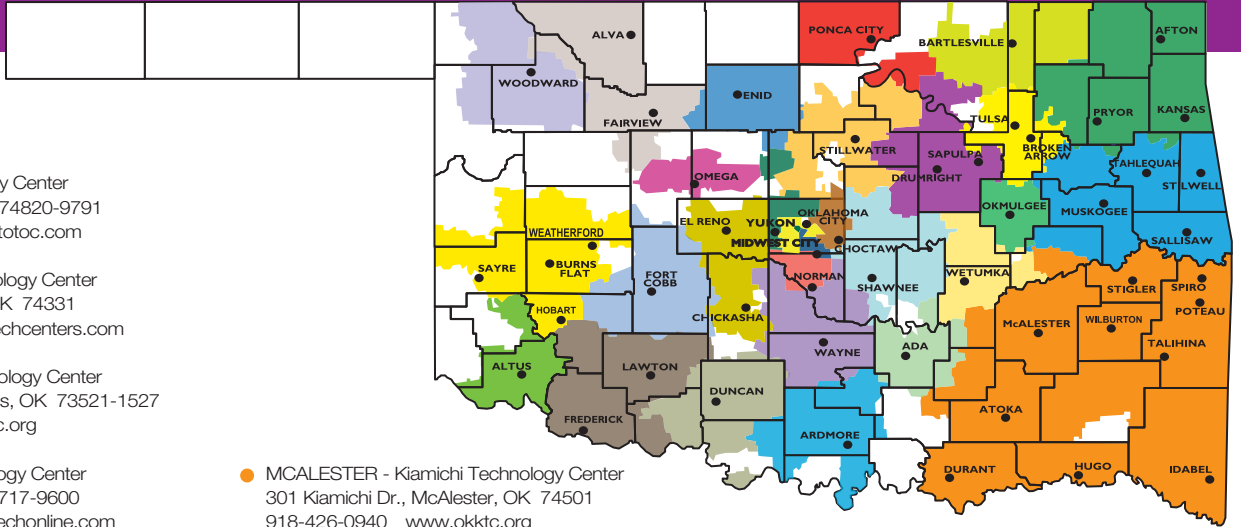 ALVA
PONCA CITY
BARTLESVILLE
AFTON
WOODWARD
ENID
FAIRVIEW
TULSA
PRYOR
KANSAS
STILLWATER
BROKEN
ARROW
SAPULPA
DRUMRIGHT
TAHLEQUAH
STILWELL
OMEGA
OKMULGEE
MUSKOGEE
EL RENO
YUKON
OKLAHOMA
CITY
MIDWEST CITY
CHOCTAW
SALLISAW
WEATHERFORD
SAYRE
BURNS
FLAT
FORT
COBB
NORMAN
SHAWNEE
WETUMKA
STIGLER
SPIRO
POTEAU
HOBART
CHICKASHA
McALESTER
WILBURTON
TALIHINA
WAYNE
ADA
ALTUS
LAWTON
DUNCAN
FREDERICK
ARDMORE
ATOKA
DURANT
HUGO
IDABEL
y Center
74820-9791
totoc.com
ology Center
K 74331
echcenters.com
ology Center
s, OK 73521-1527
c.org
ogy Center
717-9600
echonline.com
MCALESTER - Kiamichi Technology Center
301 Kiamichi Dr., McAlester, OK 74501
918-426-0940 www.okktc.org